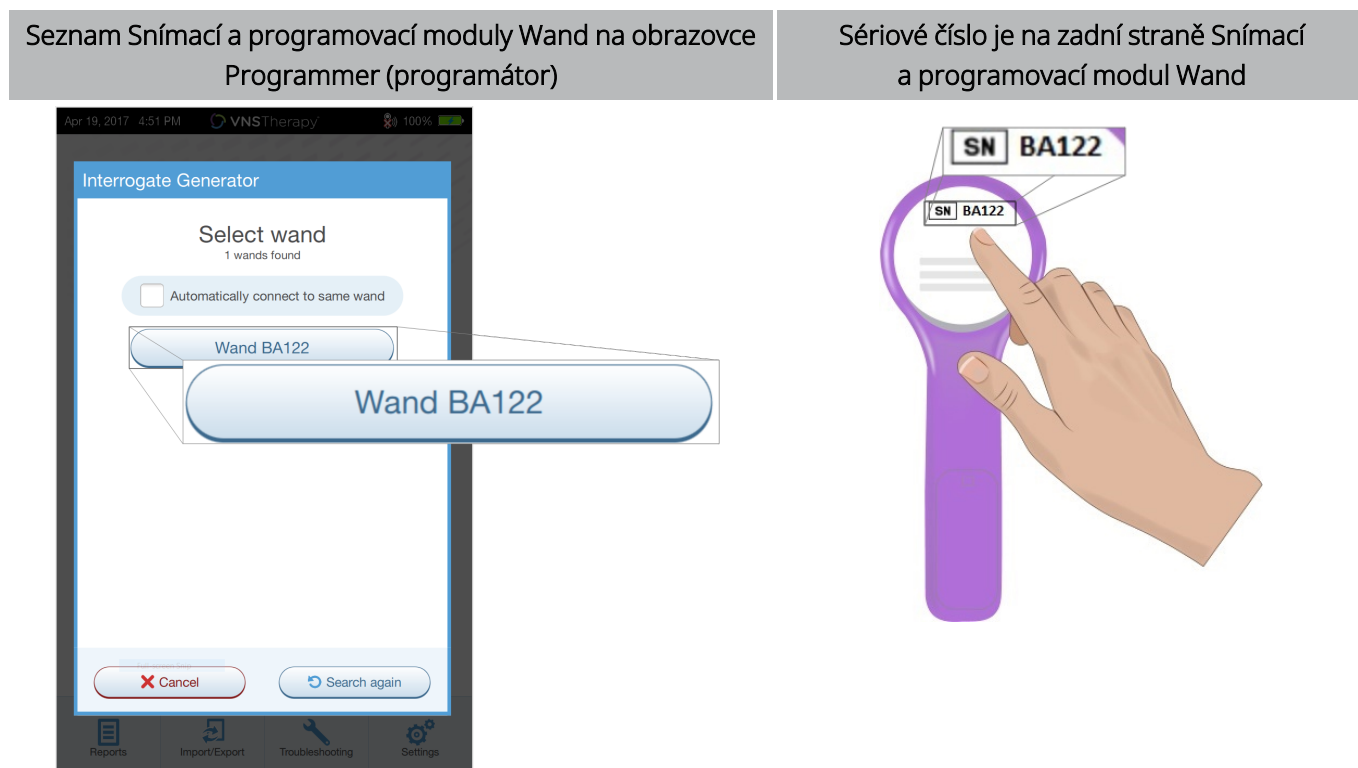 Seznam Snímací a programovací moduly Wand na obrazovce
Programmer (programátor)
Sériové číslo je na zadní straně Snímací
a programovací modul Wand
Apr 19, 2017 4:51 PM VNSTherapy 100%
Interrogate Generator
Select wand
1 wands found
Automatically connect to same wand
Wand BA122
Wand BA122
Cancel
Search again
Reports
Import/Export
Troubleshooting
Settings
SN BA122
SN BA122